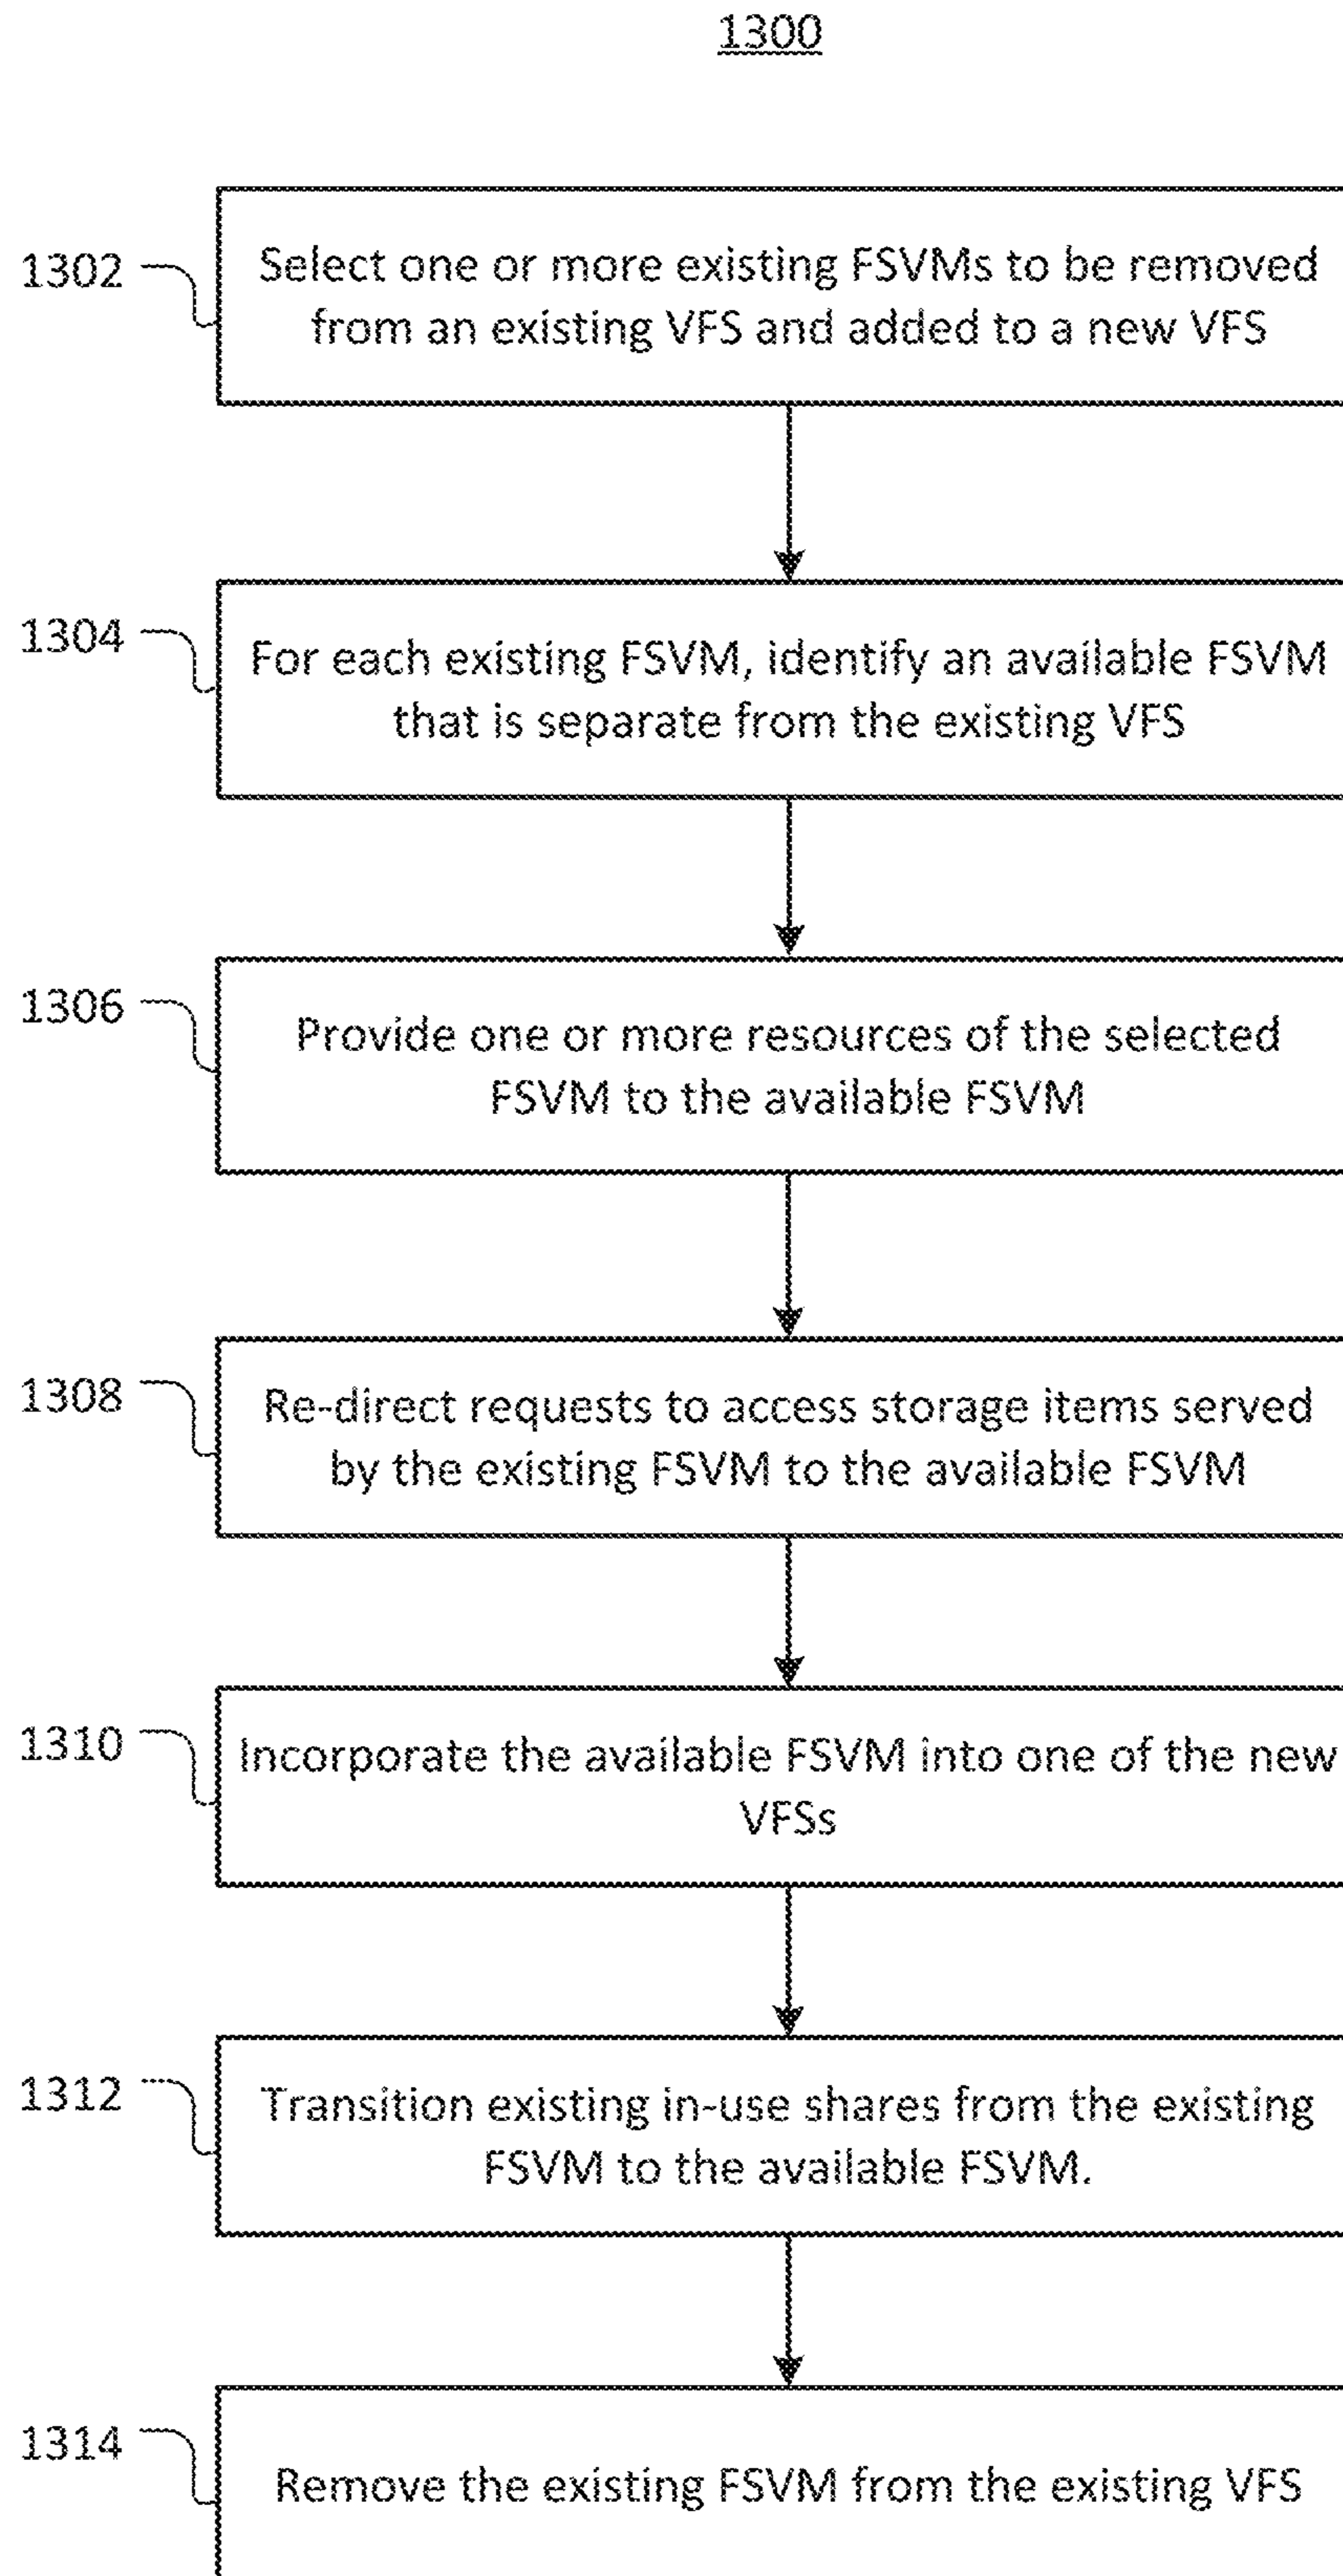 1300
1302
Select one or more existing FSVMs to be removed
from an existing VFS and added to a new VFS
1304
For each existing FSVM, identify an available FSVM
that is separate from the existing VFS
1306
Provide one or more resources of the selected
FSVM to the available FSVM
1308
Re-direct requests to access storage items served
by the existing FSVM to the available FSVM
1310
Incorporate the available FSVM into one of the new
VFSs
1312
Transition existing in-use shares from the existing
FSVM to the available FSVM.
1314
Remove the existing FSVM from the existing VFS